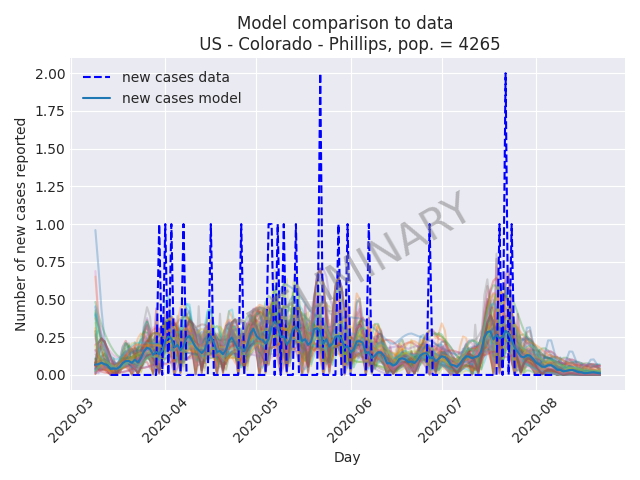 Model comparison to data
US - Colorado - Phillips, pop. = 4265
new cases data
new cases model
Number of new cases reported
2.00
1.75
1.50
1.25
1.00
0.75
0.50
0.25
0.00
2020-03
2020-04
2020-05
2020-06
2020-07
2020-08
Day